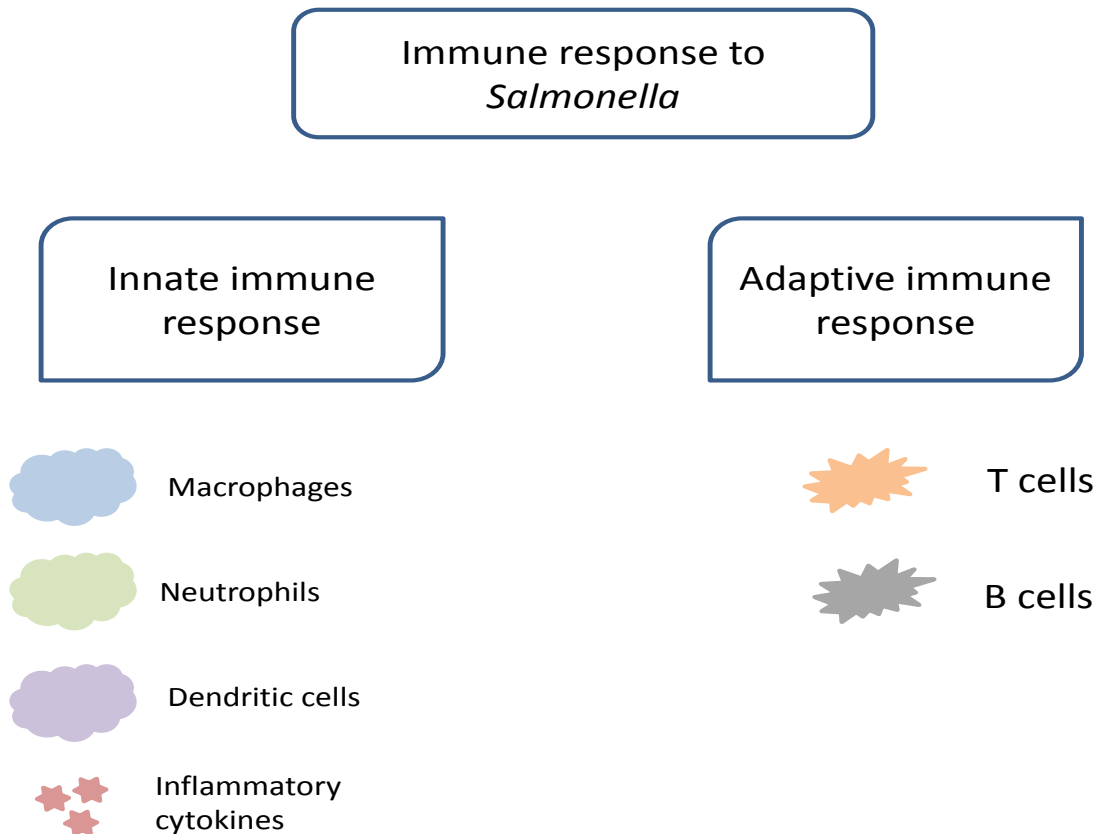 Immune response to
Salmonella
Innate immune
response
Adaptive immune
response
Macrophages
Neutrophils
Dendritic cells
Inflammatory
cytokines
T cells
B cells